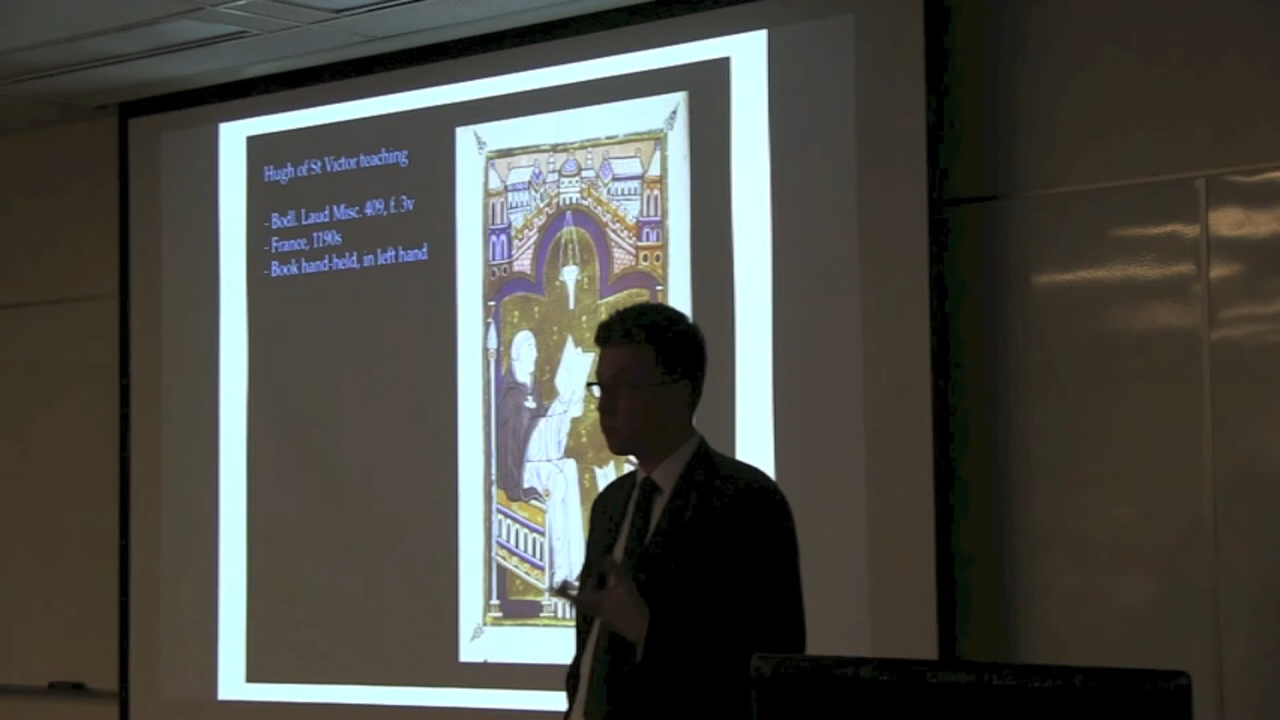 Hugh of St Victor teaching
- Bodl. Laud Misc. 409, f. 3v
- France, 1190s
- Book hand-held, in left hand